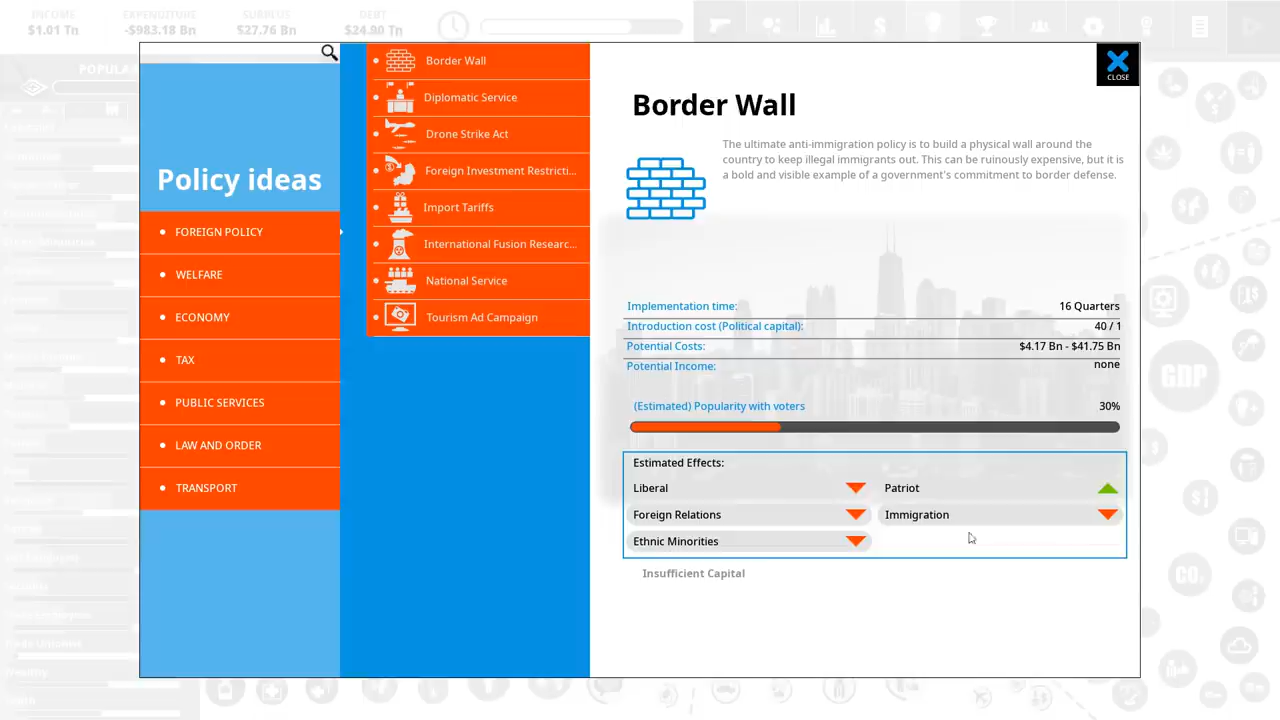 INCOME
$1.01 Tn
EXPENDITURE
-$983.18 Bn
SURPLUS
$27.76 Bn
DEBT
$24.90 Tn
Border Wall
Diplomatic Service
Drone Strike Act
Foreign Investment Restricti...
Import Tariffs
International Fusion Researc...
National Service
Tourism Ad Campaign
CLOSE
Policy ideas
FOREIGN POLICY
WELFARE
ECONOMY
TAX
PUBLIC SERVICES
LAW AND ORDER
TRANSPORT
Border Wall
The ultimate anti-immigration policy is to build a physical wall around the
country to keep illegal immigrants out. This can be ruinously expensive, but it is
a bold and visible example of a government's commitment to border defense.
Implementation time: 16 Quarters
Introduction cost (Political capital): 40 / 1
Potential Costs: $4.17 Bn - $41.75 Bn
Potential Income: none
(Estimated) Popularity with voters 30%
Estimated Effects:
Liberal Patriot
Foreign Relations Immigration
Ethnic Minorities
Insufficient Capital
GDP